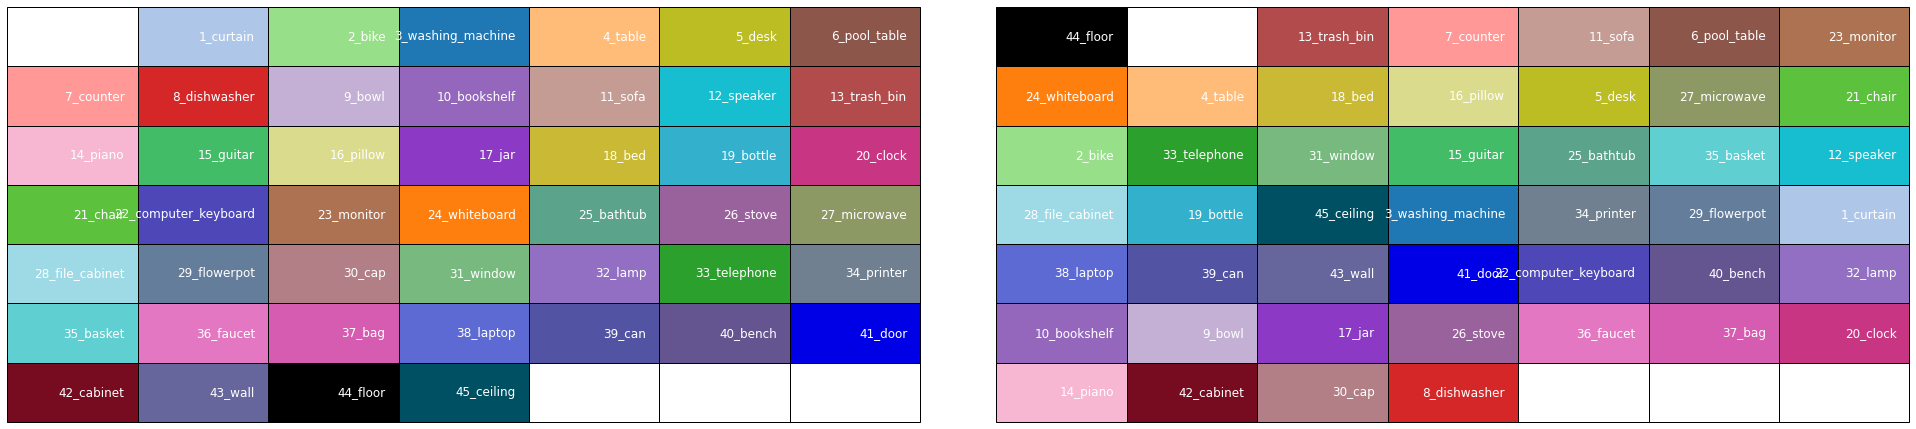 1_curtain 2_bike 3_washing_machine 4_table 5_desk 6_pool_table
7_counter 8_dishwasher 9_bowl 10_bookshelf 11_sofa 12_speaker 13_trash_bin
14_piano 15_guitar 16_pillow 17_jar 18_bed 19_bottle 20_clock
21_chair 22_computer_keyboard 23_monitor 24_whiteboard 25_bathtub 26_stove 27_microwave
28_file_cabinet 29_flowerpot 30_cap 31_window 32_lamp 33_telephone 34_printer
35_basket 36_faucet 37_bag 38_laptop 39_can 40_bench 41_door
42_cabinet 43_wall 44_floor 45_ceiling
44_floor 13_trash_bin 7_counter 11_sofa 6_pool_table 23_monitor
24_whiteboard 4_table 18_bed 16_pillow 5_desk 27_microwave 21_chair
2_bike 33_telephone 31_window 15_guitar 25_bathtub 35_basket 12_speaker
28_file_cabinet 19_bottle 45_ceiling 3_washing_machine 34_printer 29_flowerpot 1_curtain
38_laptop 39_can 43_wall 41_door 22_computer_keyboard 40_bench 32_lamp
10_bookshelf 9_bowl 17_jar 26_stove 36_faucet 37_bag 20_clock
14_piano 42_cabinet 30_cap 8_dishwasher